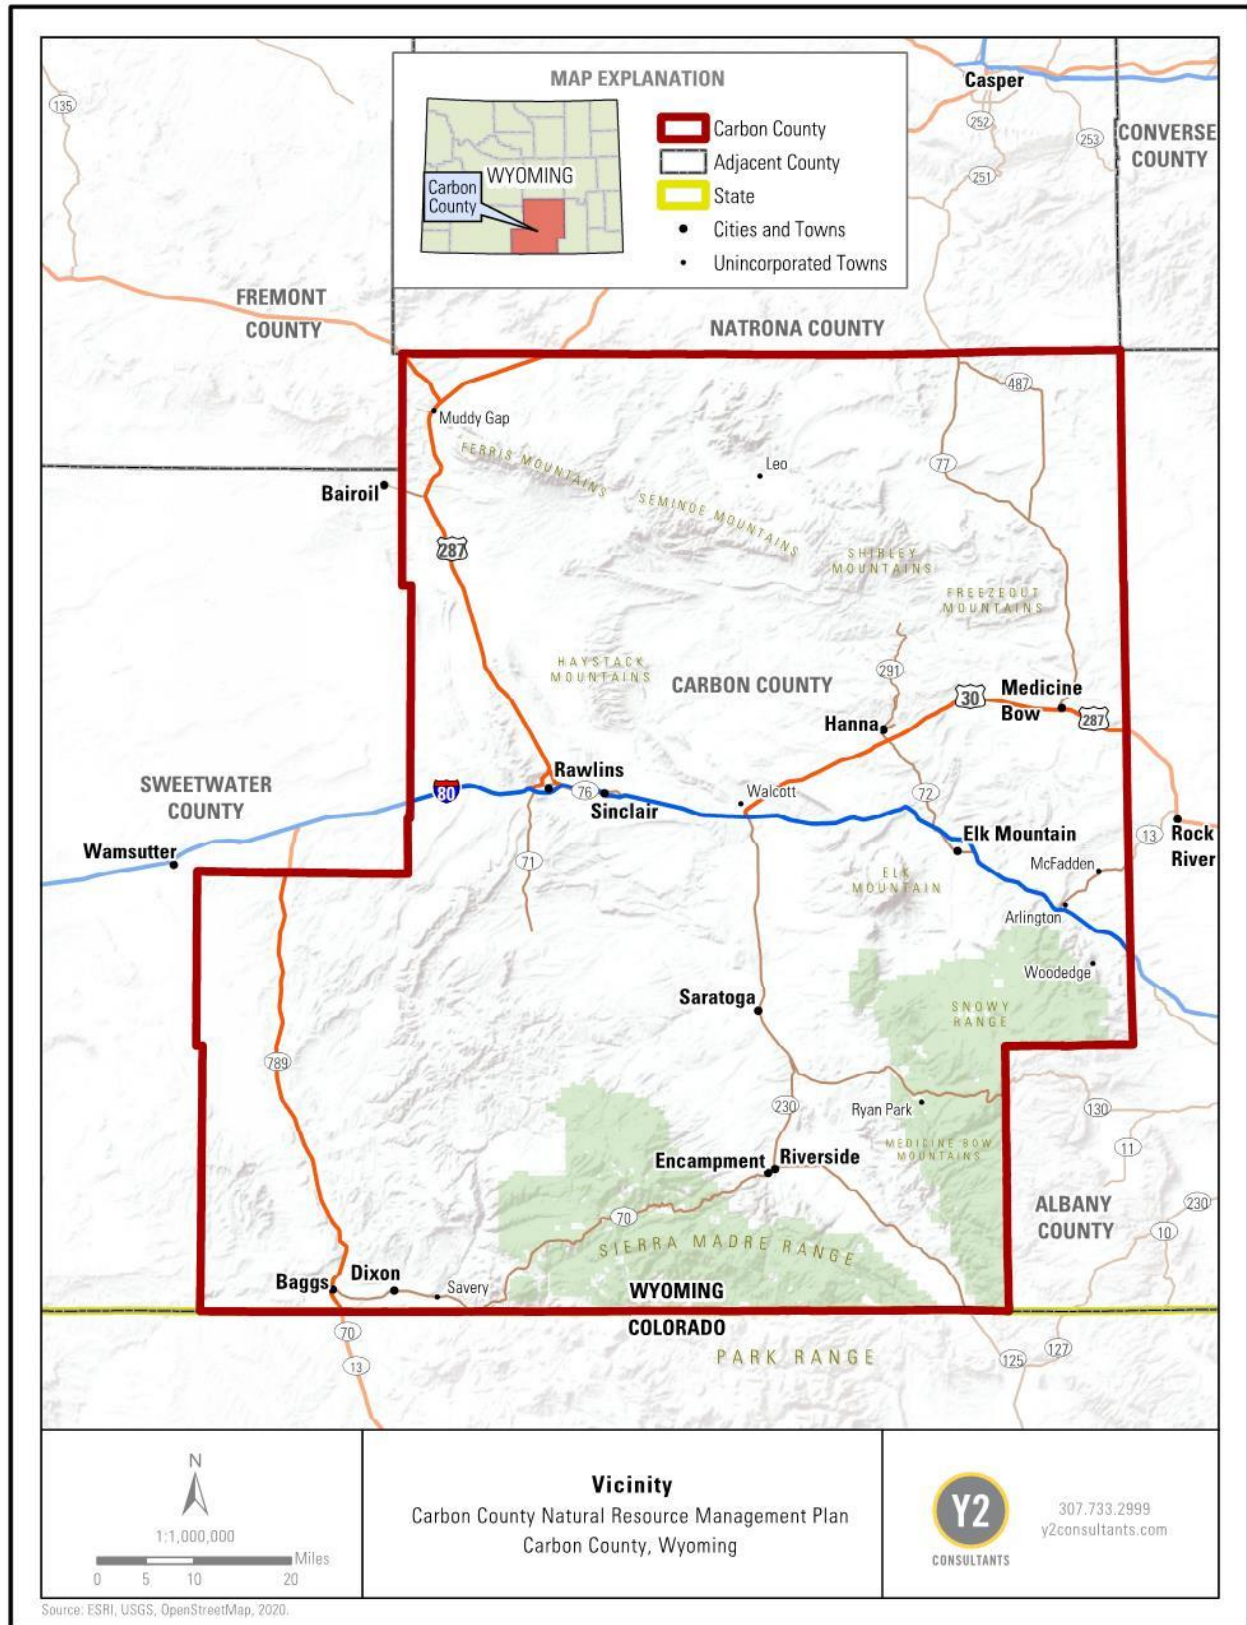 MAP EXPLANATION
WYOMING
Carbon
County
Carbon County
Adjacent County
State
Cities and Towns
Unincorporated Towns
135
Casper
252
253
251
CONVERSE
COUNTY
FREMONT
COUNTY
NATRONA COUNTY
487
Muddy Gap
FERRIS MOUNTAINS
Leo
77
Bairoil
SEMINOE MOUNTAINS
287
SHIRLEY
MOUNTAINS
FREEZEOUT
MOUNTAINS
HAYSTACK
MOUNTAINS
CARBON COUNTY
291
30
Medicine
Bow
287
Hanna
SWEETWATER
COUNTY
80
Rawlins
76
Sinclair
Walcott
72
Elk Mountain
13
Rock
River
Wamsutter
71
McFadden
ELK
MOUNTAIN
Arlington
Woodedge
Saratoga
SNOWY
RANGE
789
230
Ryan Park
130
11
MEDICINE BOW
MOUNTAINS
Encampment
Riverside
ALBANY
COUNTY
230
10
70
SIERRA MADRE RANGE
Baggs
Dixon
Savery
WYOMING
COLORADO
70
13
PARK RANGE
125
127
N
1:1,000,000
Miles
0 5 10 20
Vicinity
Carbon County Natural Resource Management Plan
Carbon County, Wyoming
Y2
CONSULTANTS
307.733.2999
y2consultants.com
Source: ESRI, USGS, OpenStreetMap, 2020.